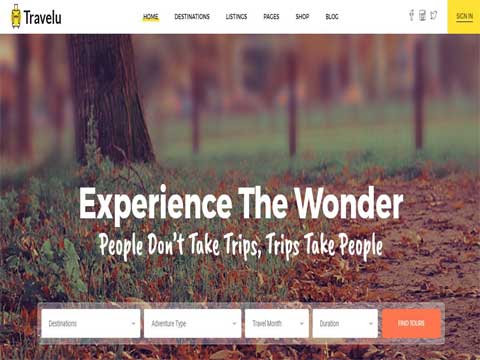 Travelu
HOME DESTINATIONS LISTINGS PAGES SHOP BLOG SIGN IN
Experience The Wonder
People Don't Take Trips, Trips Take People
Destinations Adventure Type Travel Month Duration FIND TOURS